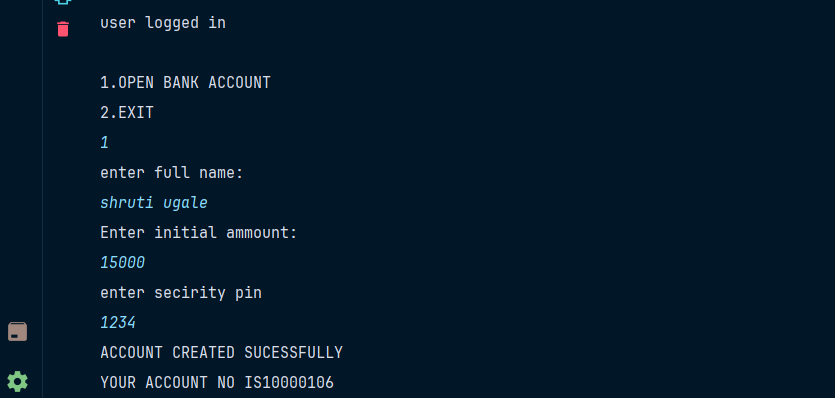 user logged in
1.OPEN BANK ACCOUNT
2.EXIT
1
enter full name:
shruti ugale
Enter initial ammount:
15000
enter secirity pin
1234
ACCOUNT CREATED SUCESSFULLY
YOUR ACCOUNT NO IS10000106